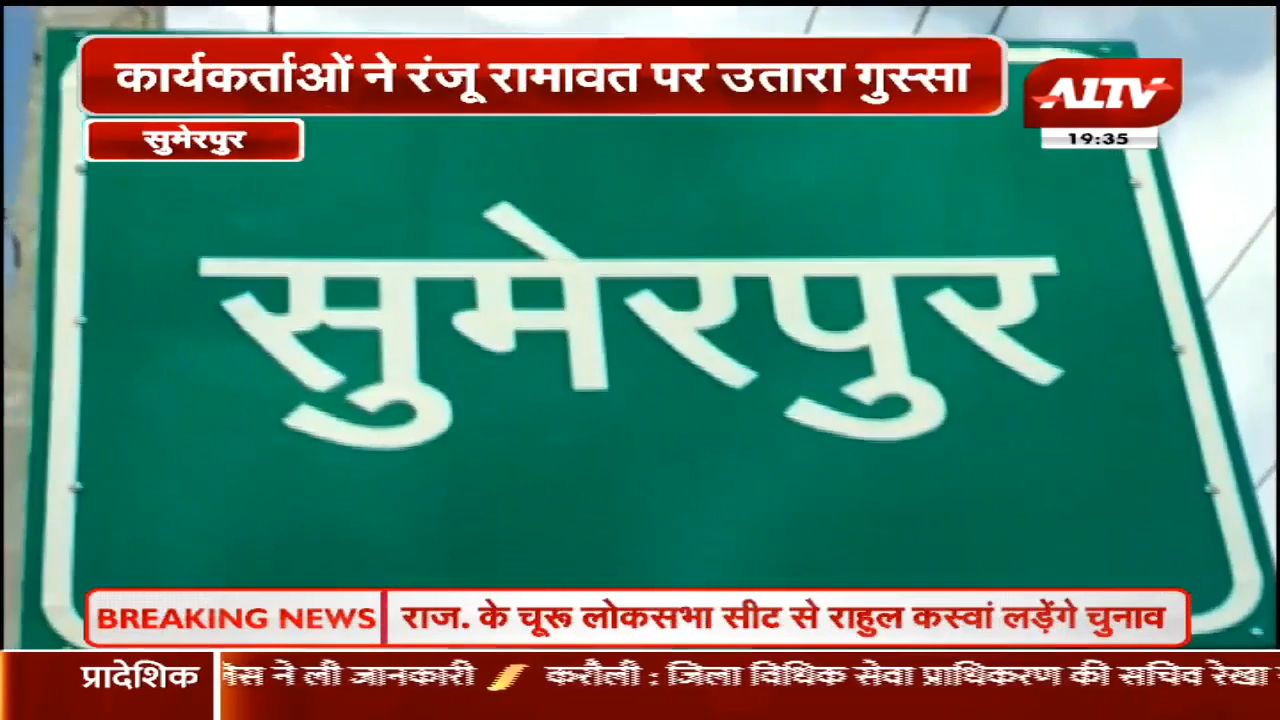 कार्यकर्ताओं ने रंजू रामावत पर उतारा गुस्सा
ALTV
सुमेरपुर
19:35
सुमेरपुर
BREAKING NEWS राज. के चूरू लोकसभा सीट से राहुल कस्वां लड़ेंगे चुनाव
प्रादेशिक ने ली जानकारी करौली : जिला विधिक सेवा प्राधिकरण की सचिव रेखा